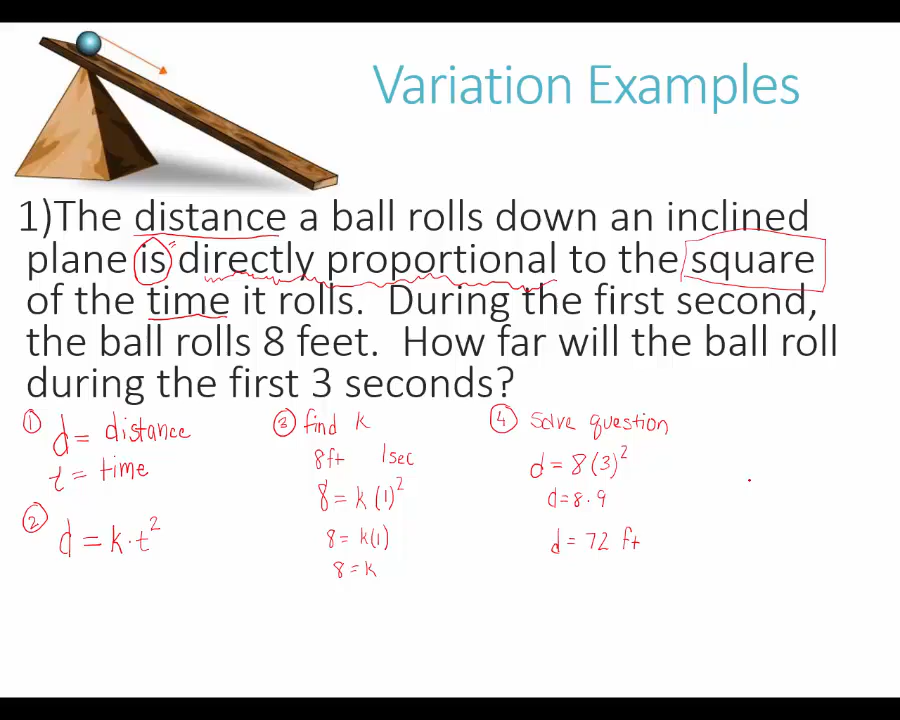 Variation Examples
1)The distance a ball rolls down an inclined
plane is directly proportional to the square
of the time it rolls. During the first second,
the ball rolls 8 feet. How far will the ball roll
during the first 3 seconds?
=
① d = distance
t = time
② d = k·t²
③ find k
8ft 1sec
8 = k(1)²
8 = k(1)
8 = k
④ Solve question
d = 8(3)²
d = 8·9
d = 72 ft